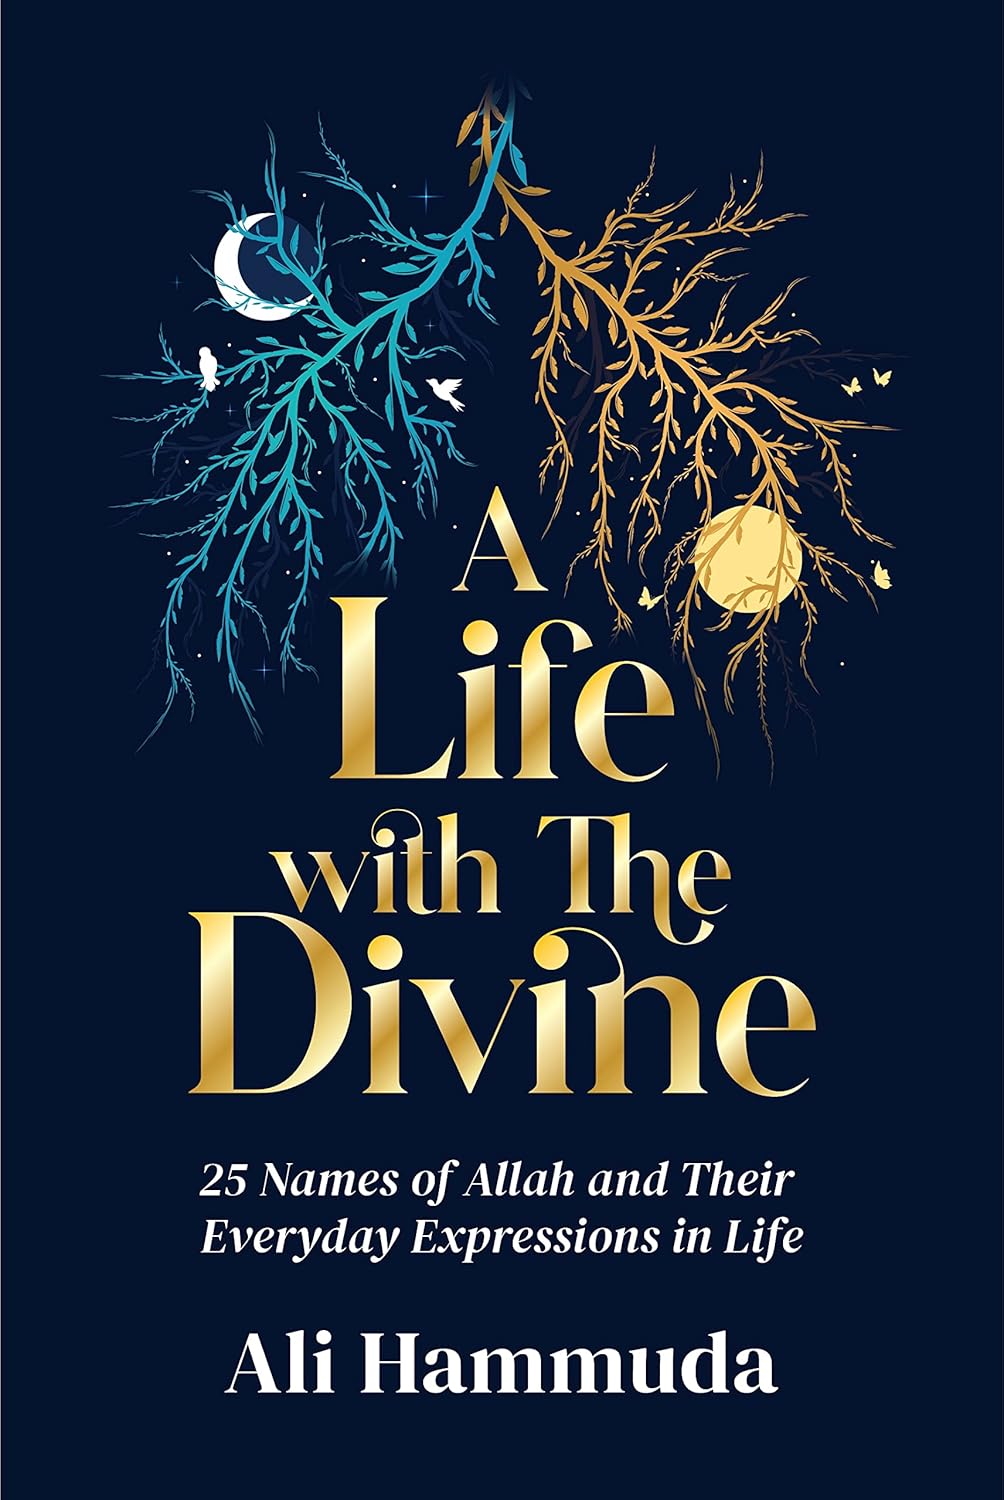 A
Life
with The
Divine
25 Names of Allah and Their
Everyday Expressions in Life
Ali Hammuda